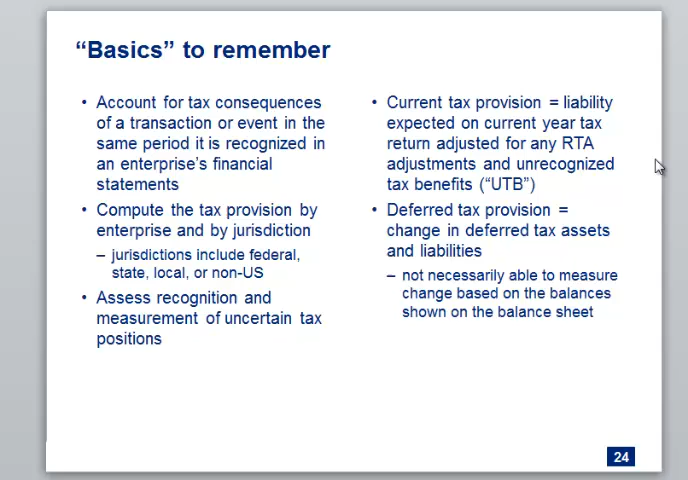 “Basics” to remember
• Account for tax consequences
of a transaction or event in the
same period it is recognized in
an enterprise’s financial
statements
• Compute the tax provision by
enterprise and by jurisdiction
– jurisdictions include federal,
state, local, or non-US
• Assess recognition and
measurement of uncertain tax
positions
• Current tax provision = liability
expected on current year tax
return adjusted for any RTA
adjustments and unrecognized
tax benefits (“UTB”)
• Deferred tax provision =
change in deferred tax assets
and liabilities
– not necessarily able to measure
change based on the balances
shown on the balance sheet
24